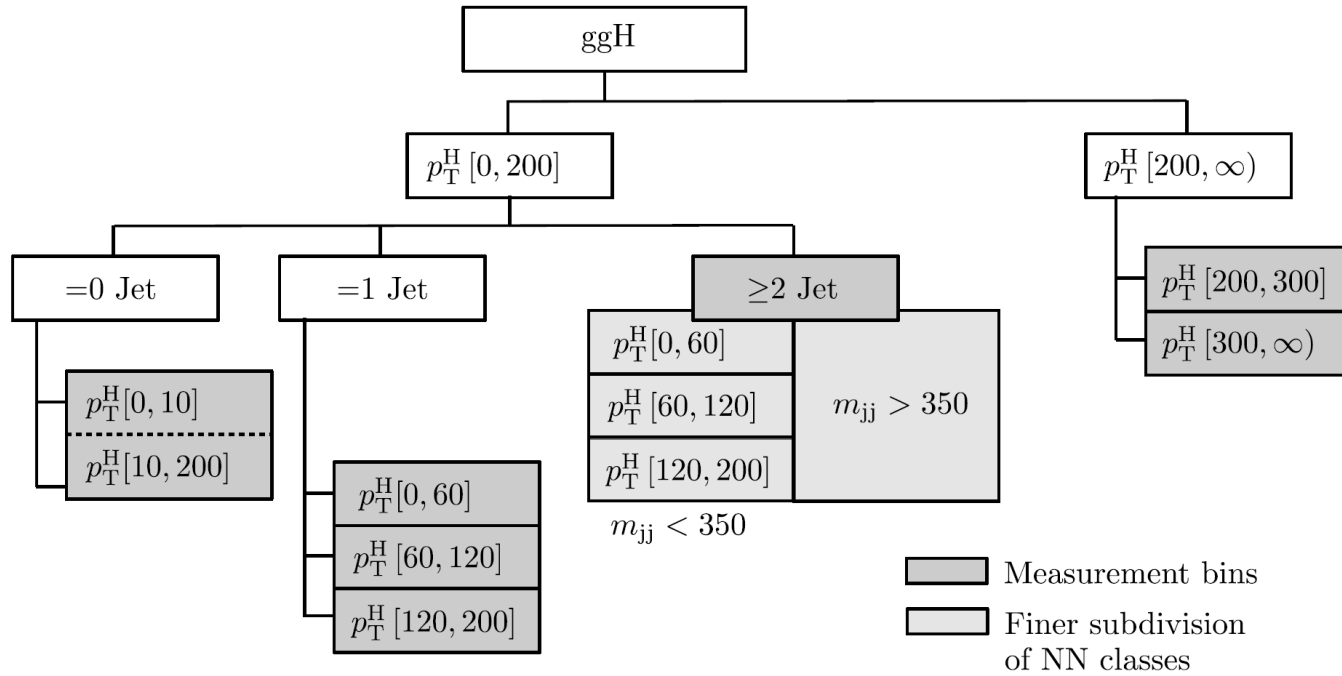 ggH
p_T^H [0, 200]
p_T^H [200, ∞)
=0 Jet
=1 Jet
≥2 Jet
p_T^H [200, 300]
p_T^H [300, ∞)
p_T^H[0, 10]
p_T^H[10, 200]
p_T^H[0, 60]
p_T^H [60, 120]
p_T^H [120, 200]
p_T^H[0, 60]
p_T^H [60, 120]
p_T^H [120, 200]
m_jj < 350
m_jj > 350
Measurement bins
Finer subdivision
of NN classes